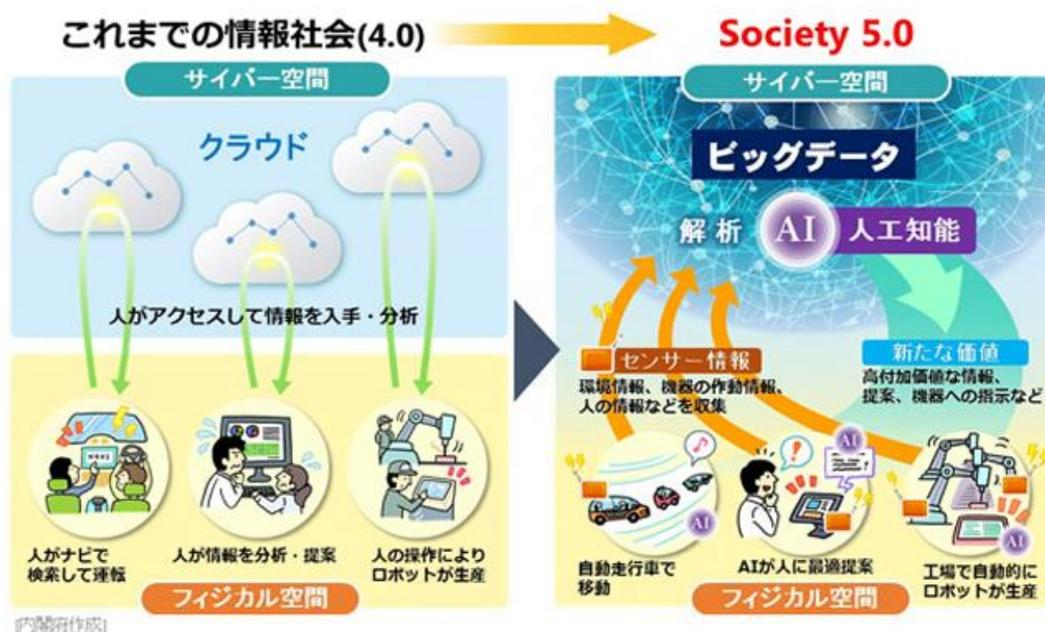 これまでの情報社会(4.0)
Society 5.0
サイバー空間
クラウド
人がアクセスして情報を入手・分析
人がナビで
検索して運転
人が情報を分析・提案
人の操作により
ロボットが生産
フィジカル空間
サイバー空間
ビッグデータ
解析
AI
人工知能
センサー情報
環境情報、機器の作動情報、
人の情報などを収集
新たな価値
高付加価値な情報、
提案、機器への指示など
AI
AI
AI
自動走行車で
移動
AIが人に最適提案
工場で自動的に
ロボットが生産
フィジカル空間
[内閣府作成]